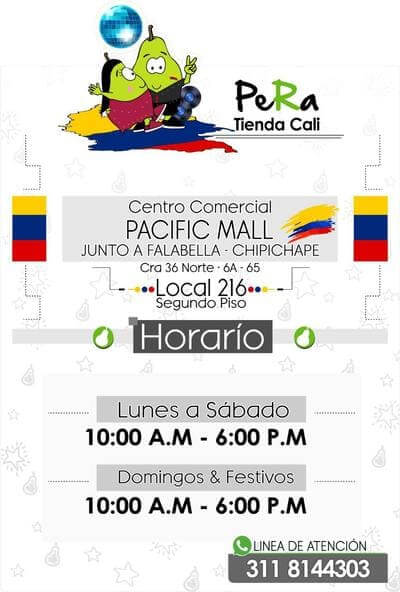 PeRa
Tienda Cali
Centro Comercial
PACIFIC MALL
JUNTO A FALABELLA - CHIPICHAPE
Cra 36 Norte - 6A - 65
Local 216
Segundo Piso
Horario
Lunes a Sábado
10:00 A.M - 6:00 P.M
Domingos & Festivos
10:00 A.M - 6:00 P.M
LINEA DE ATENCIÓN
311 8144303